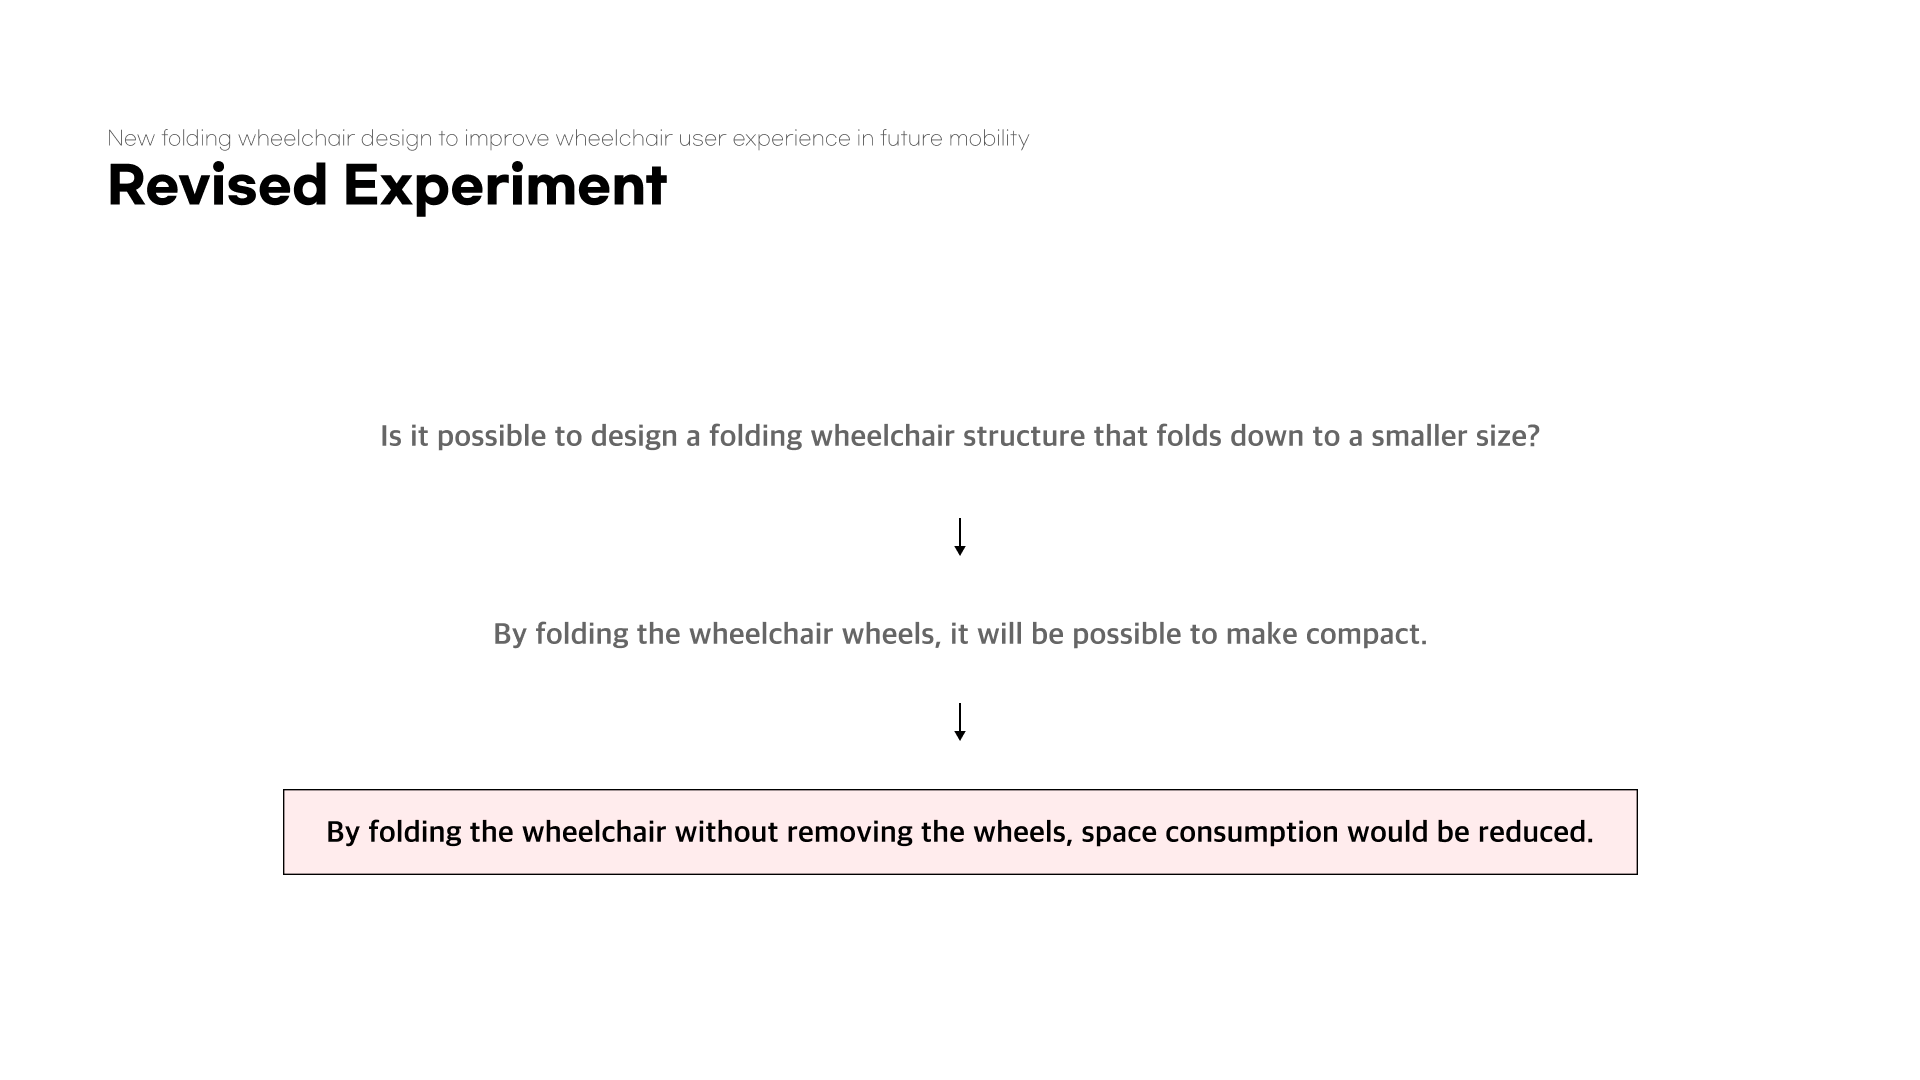 New folding wheelchair design to improve wheelchair user experience in future mobility
Revised Experiment
Is it possible to design a folding wheelchair structure that folds down to a smaller size?
By folding the wheelchair wheels, it will be possible to make compact.
By folding the wheelchair without removing the wheels, space consumption would be reduced.